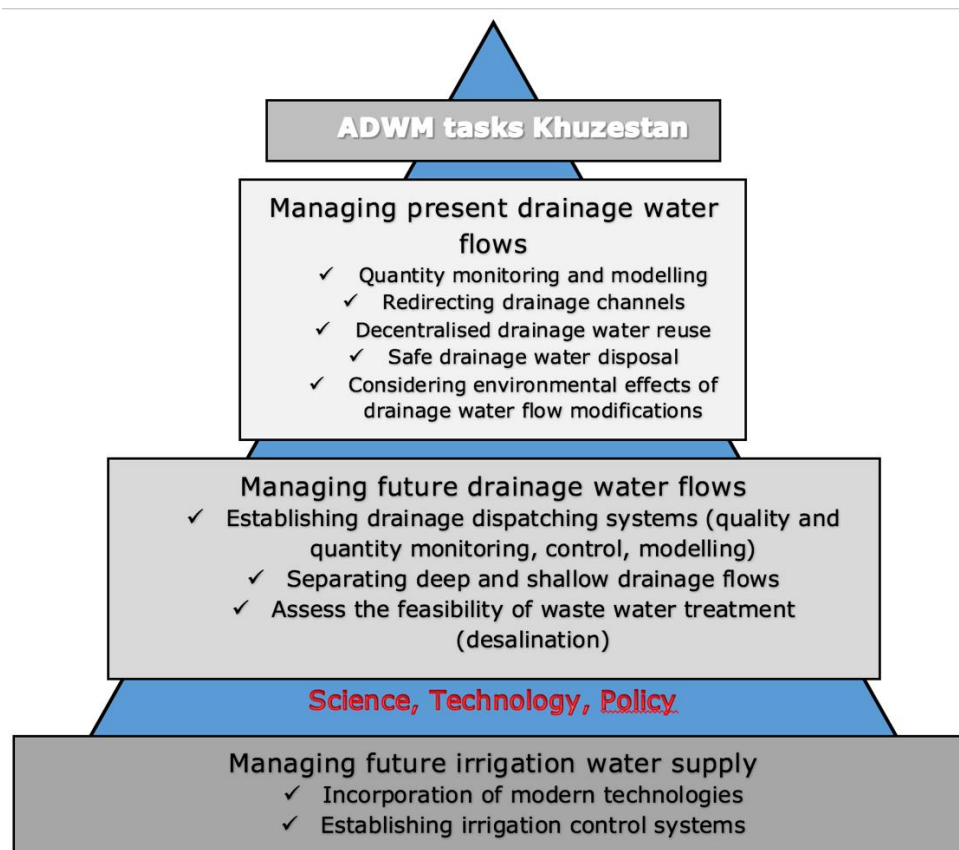 ADWM tasks Khuzestan
Managing present drainage water
flows
✓ Quantity monitoring and modelling
✓ Redirecting drainage channels
✓ Decentralised drainage water reuse
✓ Safe drainage water disposal
✓ Considering environmental effects of
drainage water flow modifications
Managing future drainage water flows
✓ Establishing drainage dispatching systems (quality and
quantity monitoring, control, modelling)
✓ Separating deep and shallow drainage flows
✓ Assess the feasibility of waste water treatment
(desalination)
Science, Technology, Policy
Managing future irrigation water supply
✓ Incorporation of modern technologies
✓ Establishing irrigation control systems